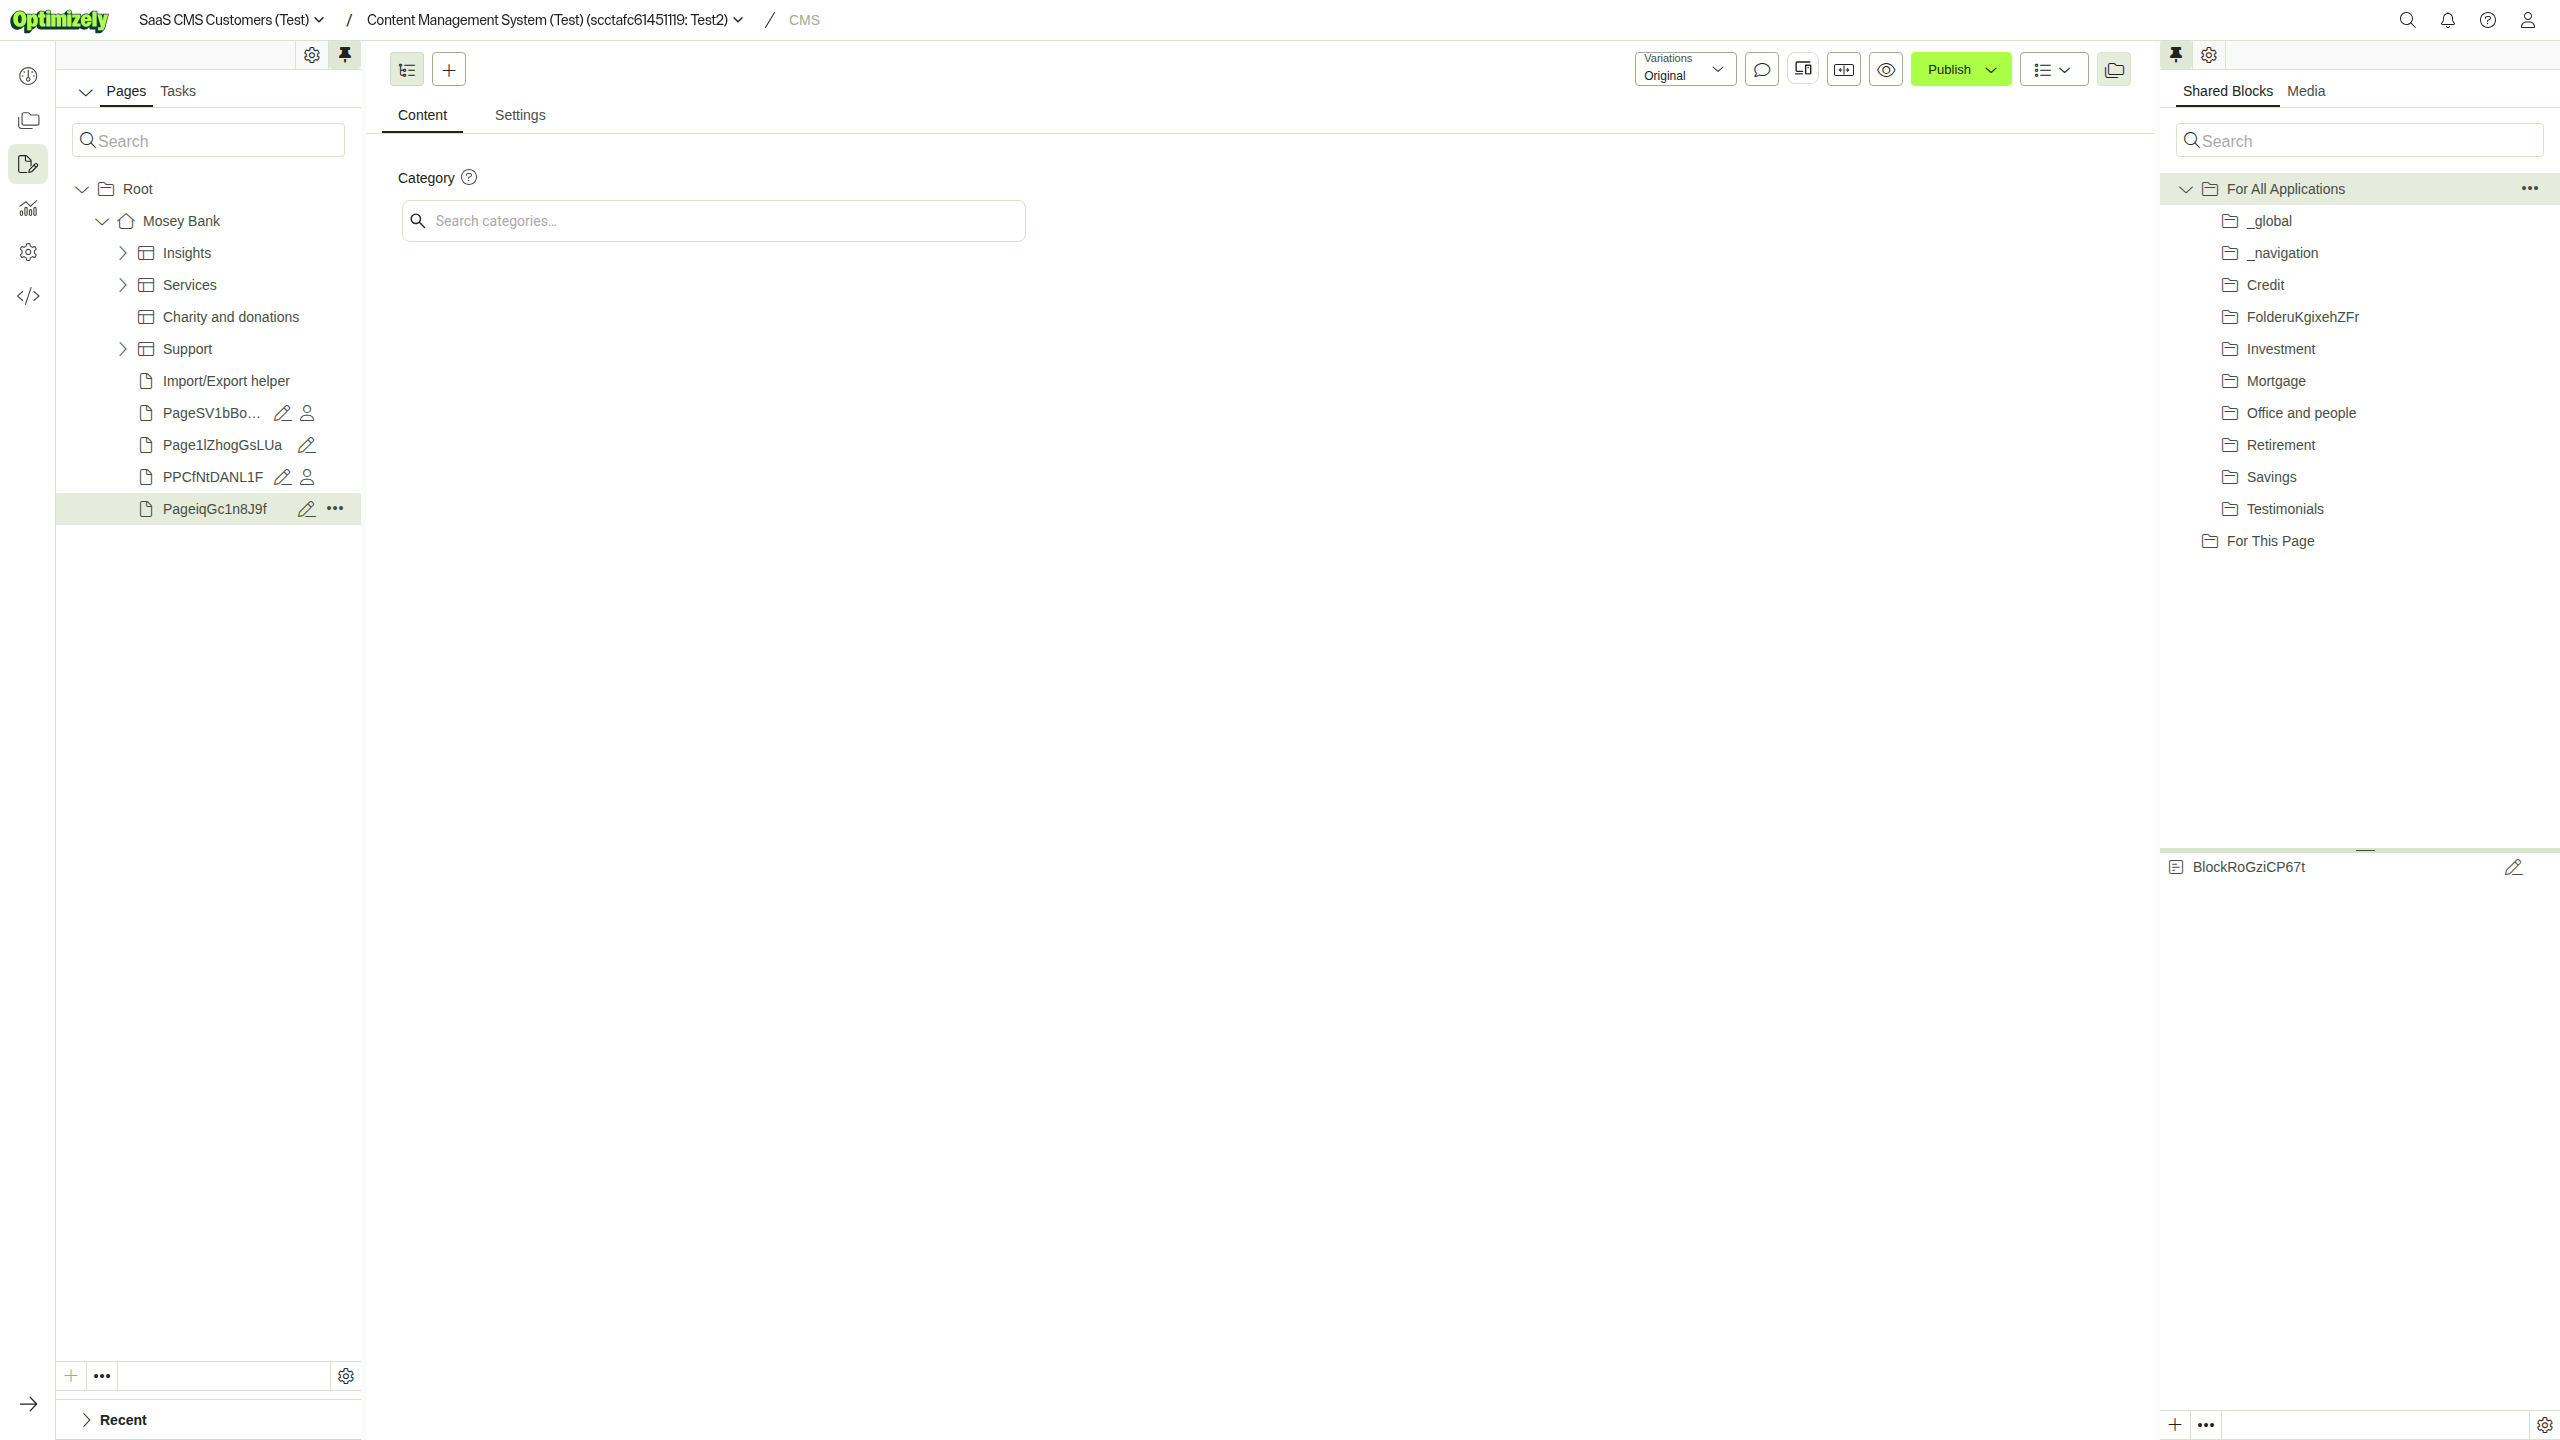 Optimizely SaaS CMS Customers (Test) / Content Management System (Test) (scctafc61451119: Test2) / CMS
Pages Tasks
Search
Root
Mosey Bank
Insights
Services
Charity and donations
Support
Import/Export helper
PageSV1bBo...
Page1lZhogGsLUa
PPCfNtDANL1F
PageiqGc1n8J9f
Recent
Variations
Original
Publish
Content Settings
Category
Search categories...
Shared Blocks Media
Search
For All Applications
_global
_navigation
Credit
FolderuKgixehZFr
Investment
Mortgage
Office and people
Retirement
Savings
Testimonials
For This Page
BlockRoGziCP67t